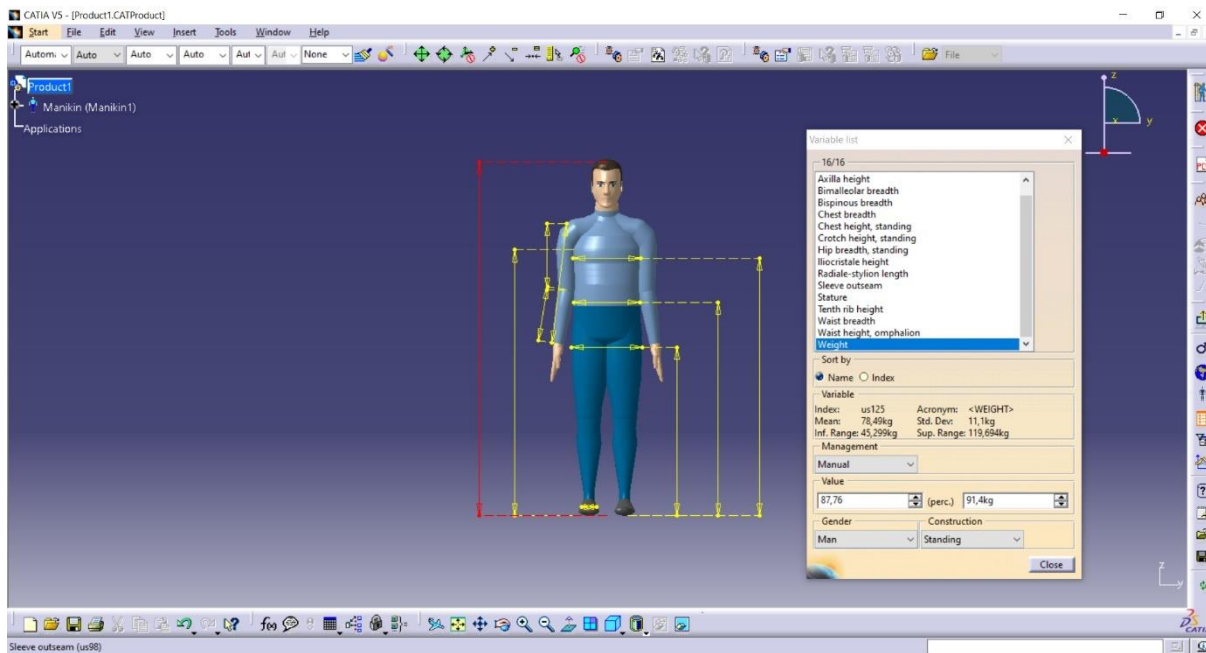 CATIA V5 - [Product1.CATProduct]
Start File Edit View Insert Tools Window Help
Autom Auto Auto Auto Aut Aut None File
Product1
Manikin (Manikin1)
Applications
z
x
y
Variable list
16/16
Axilla height
Bimalleolar breadth
Bispinous breadth
Chest breadth
Chest height, standing
Crotch height, standing
Hip breadth, standing
Iliocristale height
Radiale-stylion length
Sleeve outseam
Stature
Tenth rib height
Waist breadth
Waist height, omphalion
Weight
Sort by
Name Index
Variable
Index: us125 Acronym: <WEIGHT>
Mean: 78,49kg Std. Dev: 11,1kg
Inf. Range: 45,299kg Sup. Range: 119,694kg
Management
Manual
Value
87,76 (perc.) 91,4kg
Gender Construction
Man Standing
Close
z
y
f(x)
CATIA
Sleeve outseam (us98)